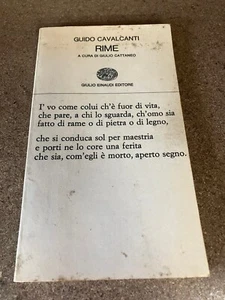 GUIDO CAVALCANTI
RIME
A CURA DI GIULIO CATTANEO
GIULIO EINAUDI EDITORE
I' vo come colui ch'è fuor di vita,
che pare, a chi lo sguarda, ch'omo sia
fatto di rame o di pietra o di legno,
che si conduca sol per maestria
e porti ne lo core una ferita
che sia, com'egli è morto, aperto segno.